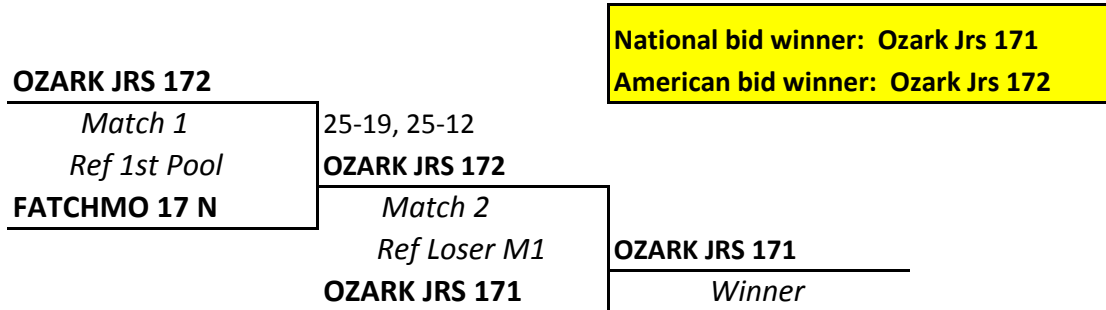 National bid winner:  Ozark Jrs 171
American bid winner:  Ozark Jrs 172
OZARK JRS 172
Match 1
25-19, 25-12
Ref 1st Pool
OZARK JRS 172
FATCHMO 17 N
Match 2
Ref Loser M1
OZARK JRS 171
OZARK JRS 171
Winner